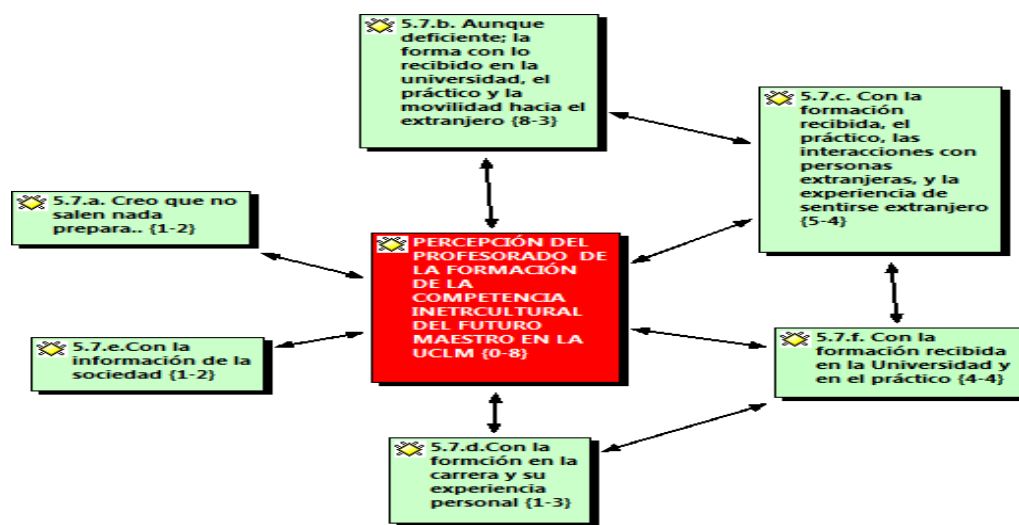 5.7.b. Aunque
deficiente; la
forma con lo
recibido en la
universidad, el
práctico y la
movilidad hacia el
extranjero {8-3}
5.7.c. Con la
formación
recibida, el
práctico, las
interacciones con
personas
extranjeras, y la
experiencia de
sentirse extranjero
{5-4}
5.7.a. Creo que no
salen nada
prepara.. {1-2}
PERCEPCIÓN DEL
PROFESORADO DE
LA FORMACIÓN
DE LA
COMPETENCIA
INETRCULTURAL
DEL FUTURO
MAESTRO EN LA
UCLM {0-8}
5.7.e.Con la
información de la
sociedad {1-2}
5.7.f. Con la
formación recibida
en la Universidad y
en el práctico {4-4}
5.7.d.Con la
formción en la
carrera y su
experiencia
personal {1-3}